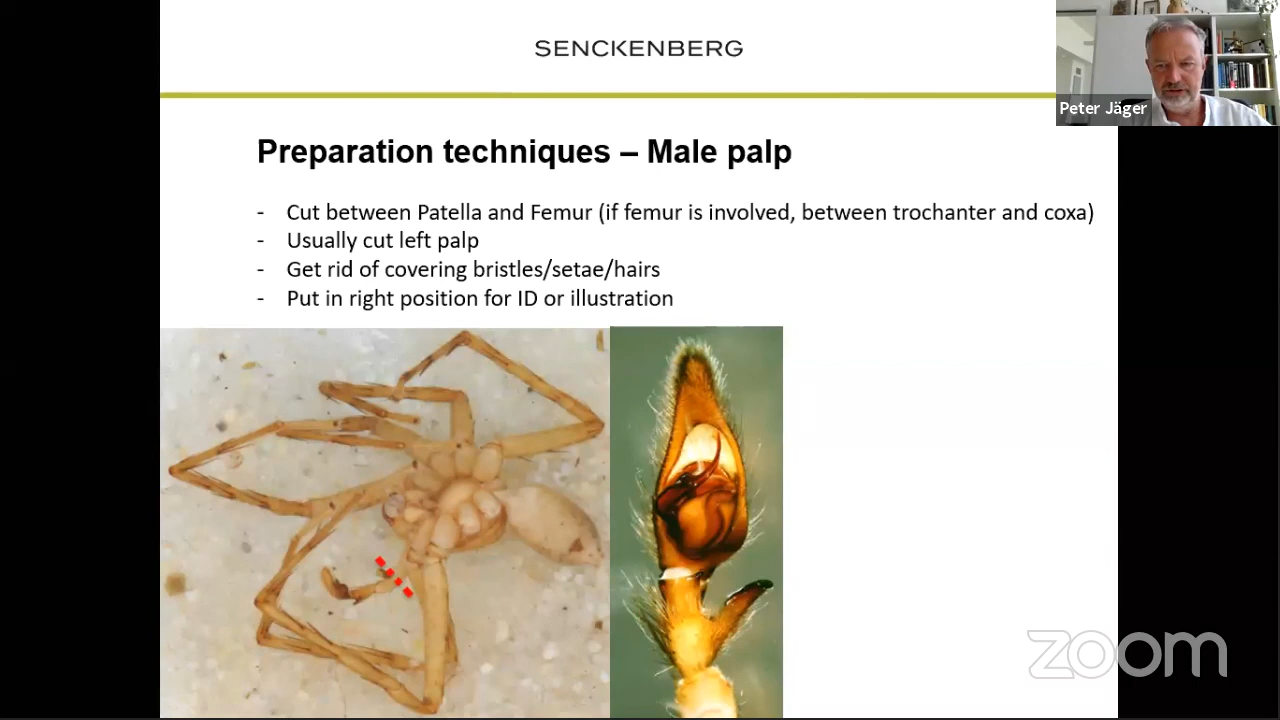 SENCKENBERG
Peter Jäger
Preparation techniques – Male palp
- Cut between Patella and Femur (if femur is involved, between trochanter and coxa)
- Usually cut left palp
- Get rid of covering bristles/setae/hairs
- Put in right position for ID or illustration
zoom